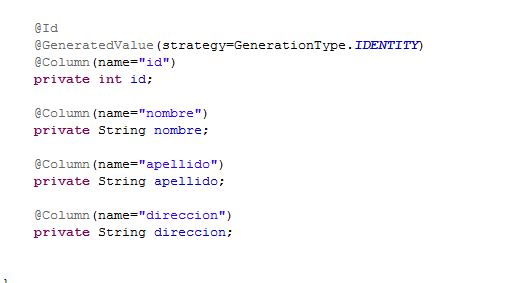 @Id
@GeneratedValue(strategy=GenerationType.IDENTITY)
@Column(name="id")
private int id;
@Column(name="nombre")
private String nombre;
@Column(name="apellido")
private String apellido;
@Column(name="direccion")
private String direccion;